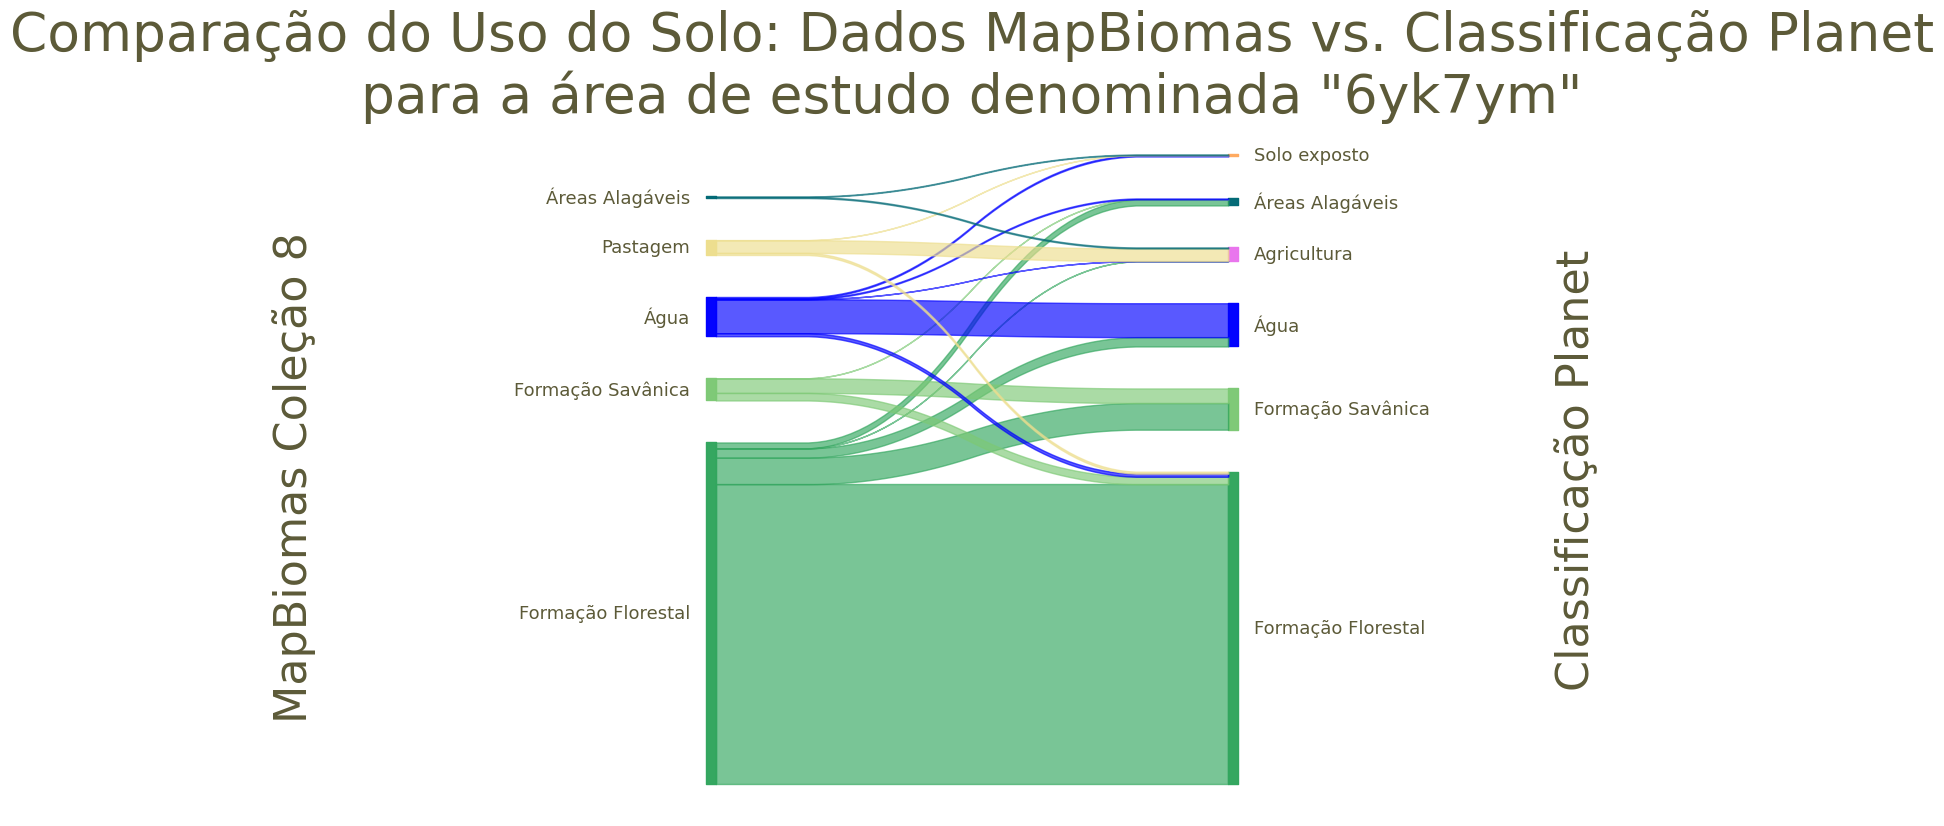 Comparação do Uso do Solo: Dados MapBiomas vs. Classificação Planet
para a área de estudo denominada "6yk7ym"
MapBiomas Coleção 8
Áreas Alagáveis
Pastagem
Água
Formação Savânica
Formação Florestal
Solo exposto
Áreas Alagáveis
Agricultura
Água
Formação Savânica
Formação Florestal
Classificação Planet